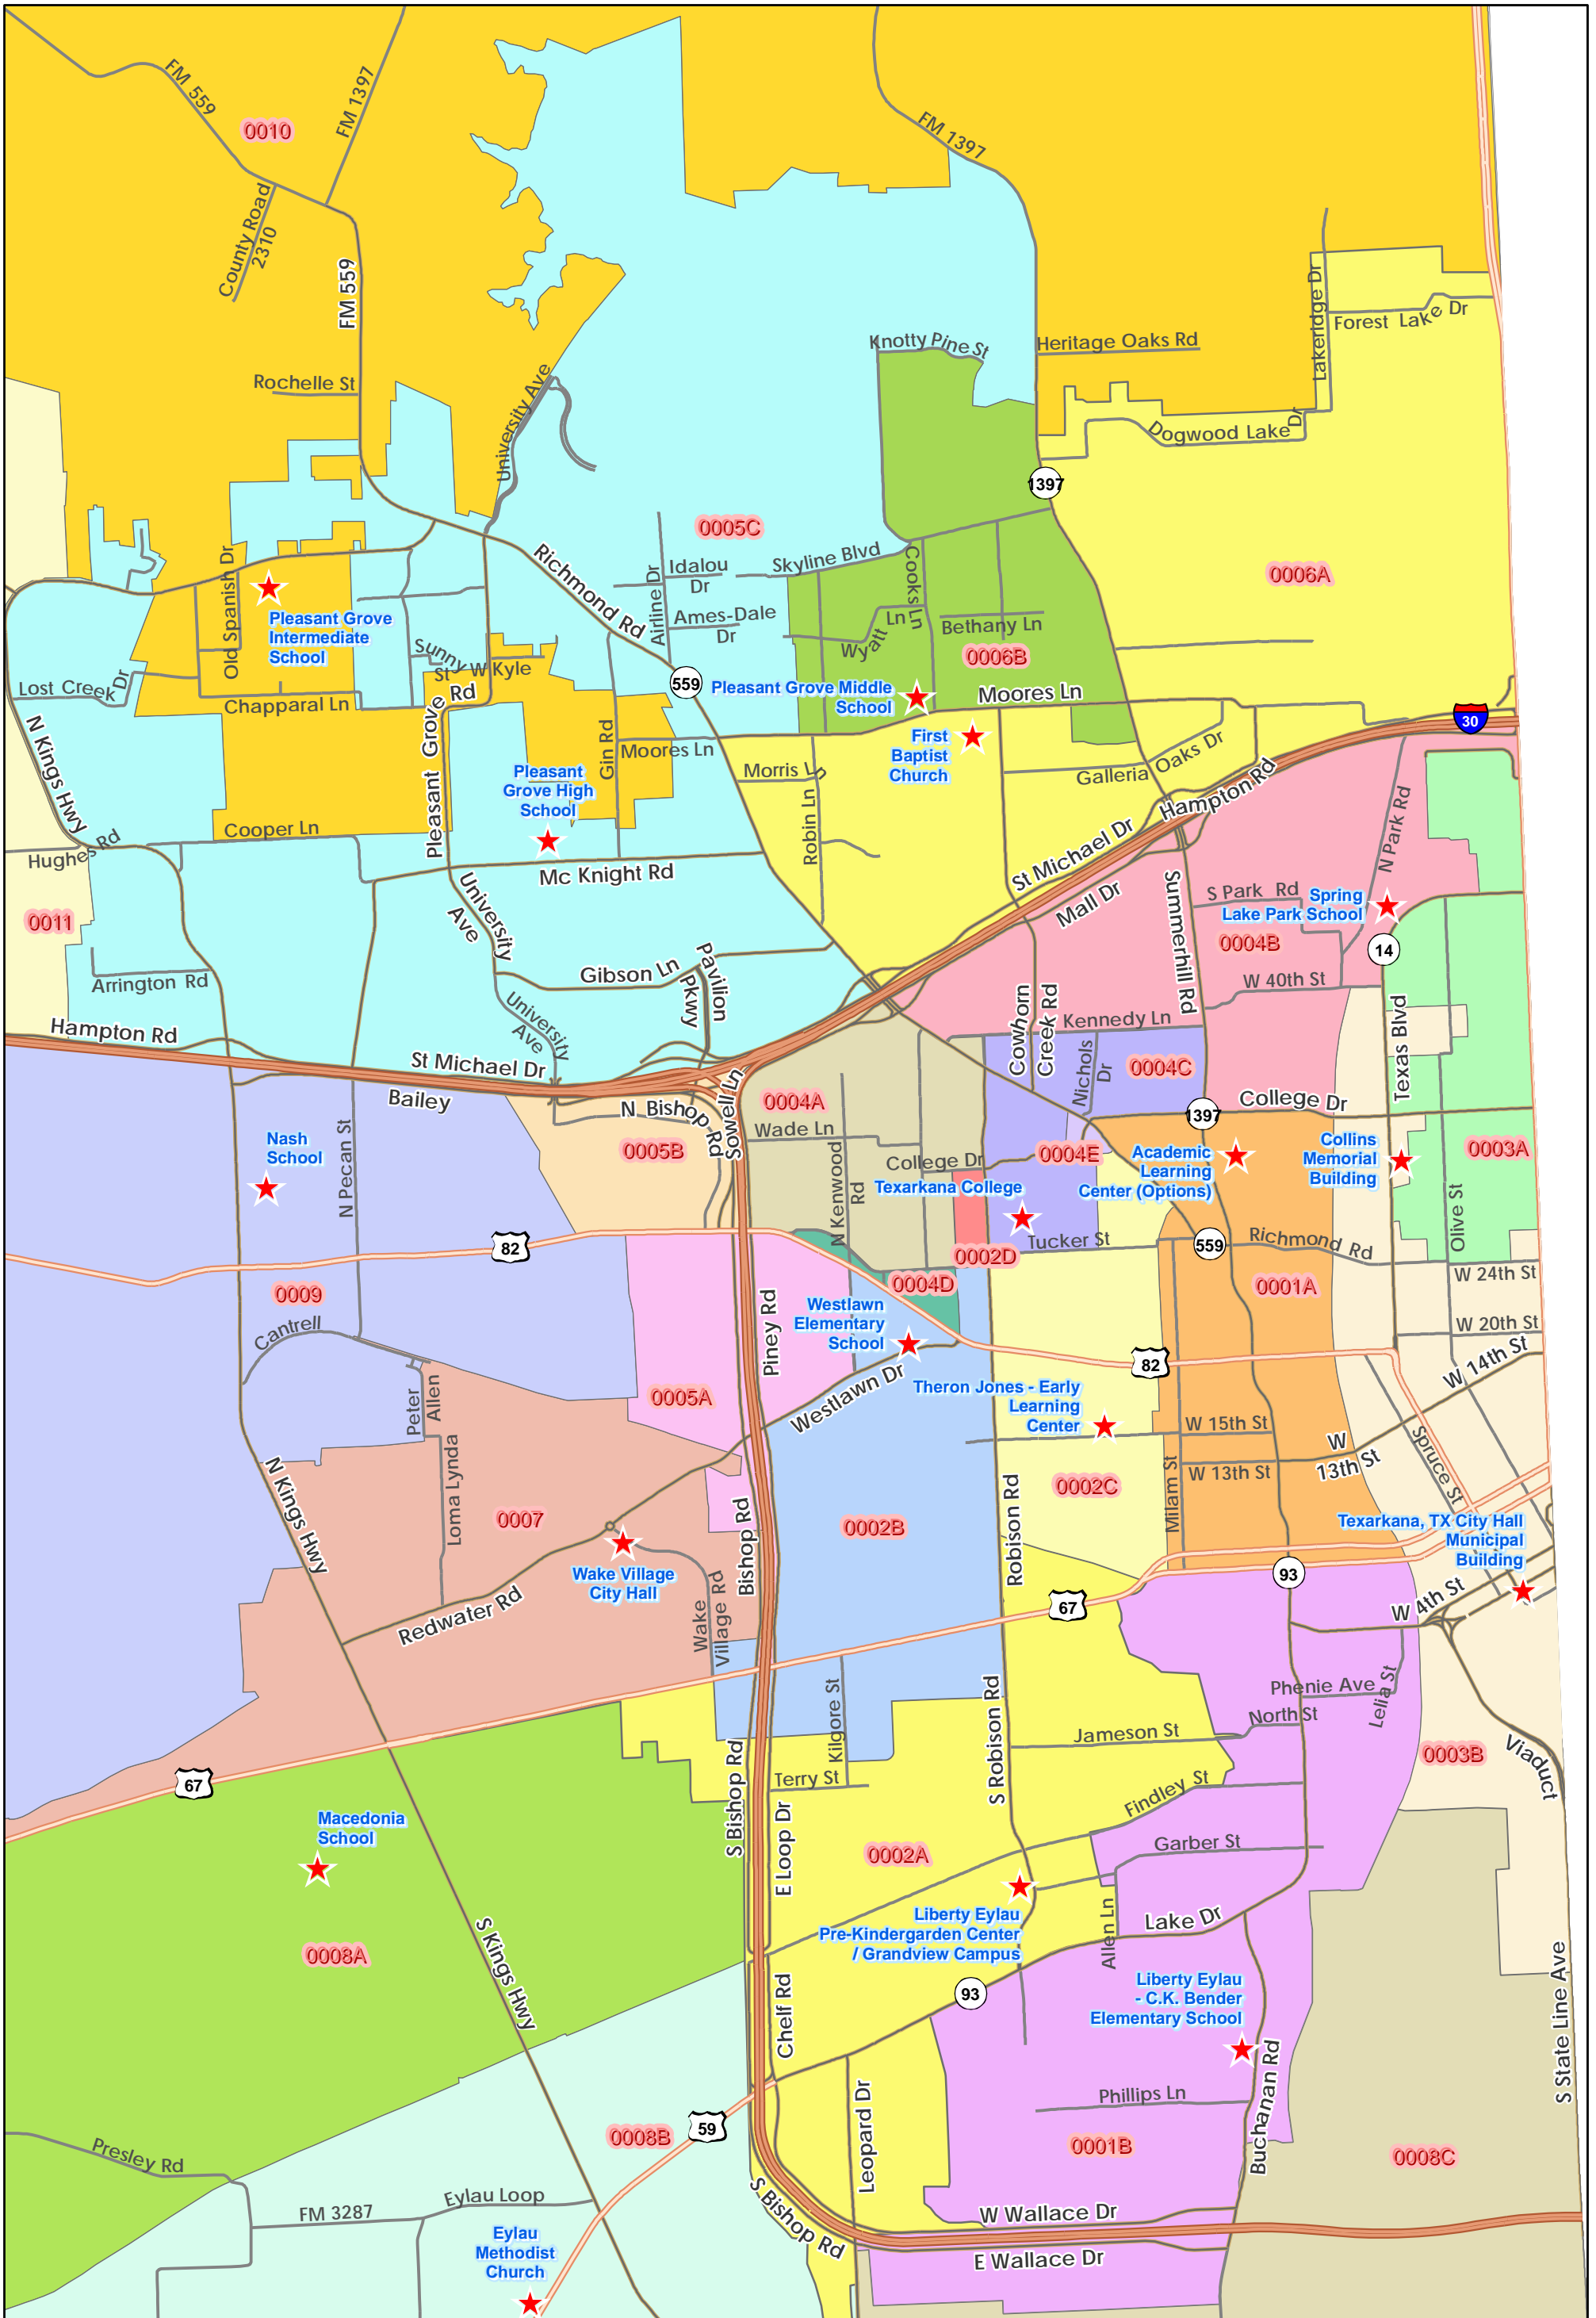 FM 559
FM 1397
0010
County Road
2310
FM 559
FM 1397
Rochelle St
University Ave
Knotty Pine St
Heritage Oaks Rd
Lakeridge Dr
Forest Lake Dr
Dogwood Lake Dr
1397
0005C
Richmond Rd
Airline Dr
Idalou
Dr
Skyline Blvd
Cooks Ln
0006A
Old Spanish Dr
Pleasant Grove
Intermediate
School
Ames-Dale
Dr
Wyatt Ln
Bethany Ln
0006B
Sunny
St
W Kyle
Lost Creek Dr
Chapparal Ln
Pleasant Grove Rd
559
Pleasant Grove Middle
School
Moores Ln
30
N Kings Hwy
Gin Rd
Moores Ln
First
Baptist
Church
Morris Ln
Galleria Oaks Dr
Pleasant
Grove High
School
Robin Ln
Hampton Rd
Cooper Ln
Hughes Rd
St Michael Dr
N Park Rd
Mc Knight Rd
Mall Dr
Summerhill Rd
S Park Rd
Spring
Lake Park School
0011
University
Ave
0004B
14
Arrington Rd
Gibson Ln
Pavilion
Pkwy
University
Ave
W 40th St
Cowhorn
Creek Rd
Kennedy Ln
Texas Blvd
Hampton Rd
St Michael Dr
Bailey
Nichols
Dr
0004C
N Bishop Rd
Sowell Ln
0004A
1397
College Dr
Wade Ln
Nash
School
N Pecan St
0005B
N Kenwood
Rd
College Dr
0004E
Academic
Learning
Center (Options)
Collins
Memorial
Building
0003A
Texarkana College
Olive St
82
Tucker St
559
Richmond Rd
0002D
W 24th St
0009
0004D
0001A
Cantrell
Piney Rd
Westlawn
Elementary
School
W 20th St
82
W 14th St
Peter
Allen
0005A
Westlawn Dr
Theron Jones - Early
Learning
Center
W 15th St
Spruce St
Loma Lynda
N Kings Hwy
W
13th St
W 13th St
Milam St
0002C
Robison Rd
0007
Bishop Rd
0002B
Texarkana, TX City Hall
Municipal
Building
Wake Village
City Hall
93
Redwater Rd
Wake
Village Rd
67
W 4th St
Kilgore St
S Robison Rd
Phenie Ave
Lelia St
North St
Jameson St
0003B
Viaduct
67
S Bishop Rd
Terry St
Findley St
Macedonia
School
E Loop Dr
0002A
Garber St
Liberty Eylau
Pre-Kindergarden Center
/ Grandview Campus
Allen Ln
Lake Dr
0008A
S Kings Hwy
Chelf Rd
93
Liberty Eylau
- C.K. Bender
Elementary School
S State Line Ave
Buchanan Rd
Leopard Dr
Phillips Ln
0008B
59
0001B
0008C
Presley Rd
FM 3287
Eylau Loop
S Bishop Rd
W Wallace Dr
E Wallace Dr
Eylau
Methodist
Church